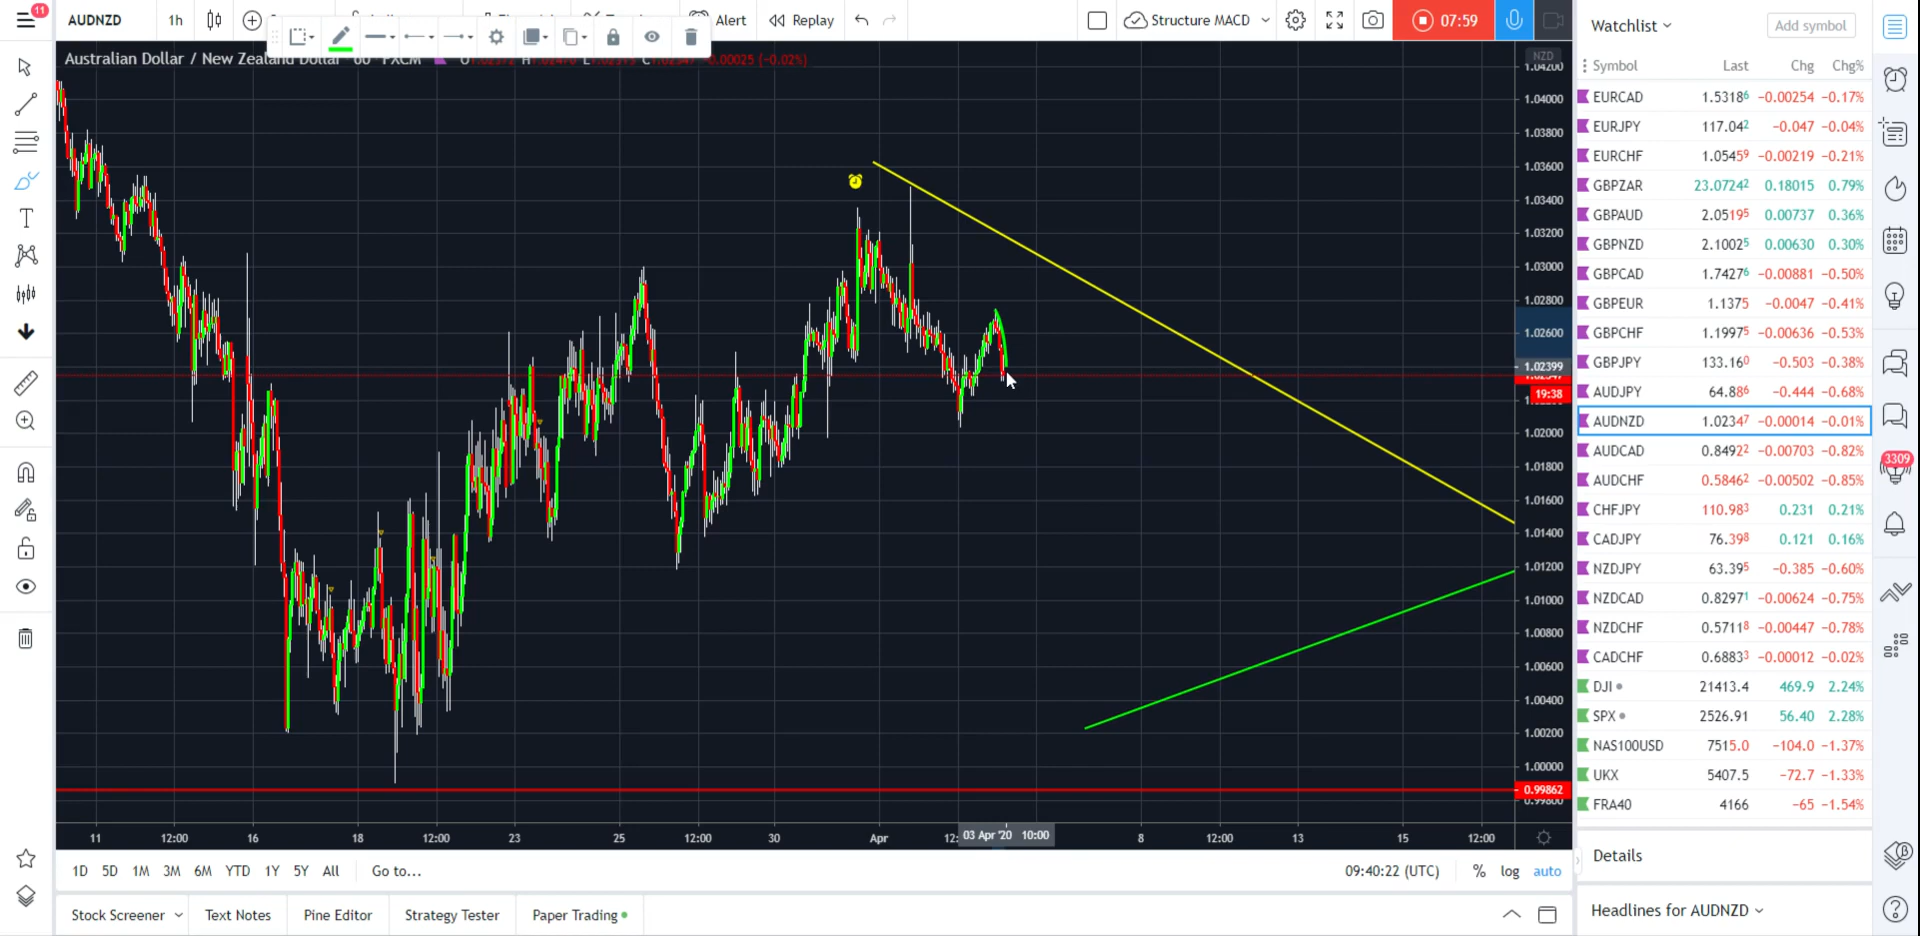 11
AUDNZD
1h
Alert
Replay
Structure MACD
07:59
Australian Dollar / New Zealand Dollar
-0.00025 (-0.02%)
NZD
1.04200
1.04000
1.03800
1.03600
1.03400
1.03200
1.03000
1.02800
1.02600
1.02399
19:38
1.02000
1.01800
1.01600
1.01400
1.01200
1.01000
1.00800
1.00600
1.00400
1.00200
1.00000
0.99862
0.99800
11
12:00
16
18
12:00
23
25
12:00
30
Apr
03 Apr '20 10:00
8
12:00
13
15
12:00
1D
5D
1M
3M
6M
YTD
1Y
5Y
All
Go to...
09:40:22 (UTC)
%
log
auto
Stock Screener
Text Notes
Pine Editor
Strategy Tester
Paper Trading
Watchlist
Add symbol
Symbol Last Chg Chg%
EURCAD 1.53186 -0.00254 -0.17%
EURJPY 117.042 -0.047 -0.04%
EURCHF 1.05459 -0.00219 -0.21%
GBPZAR 23.07242 0.18015 0.79%
GBPAUD 2.05195 0.00737 0.36%
GBPNZD 2.10025 0.00630 0.30%
GBPCAD 1.74276 -0.00881 -0.50%
GBPEUR 1.1375 -0.0047 -0.41%
GBPCHF 1.19975 -0.00636 -0.53%
GBPJPY 133.160 -0.503 -0.38%
AUDJPY 64.886 -0.444 -0.68%
AUDNZD 1.02347 -0.00014 -0.01%
AUDCAD 0.84922 -0.00703 -0.82%
AUDCHF 0.58462 -0.00502 -0.85%
CHFJPY 110.983 0.231 0.21%
CADJPY 76.398 0.121 0.16%
NZDJPY 63.395 -0.385 -0.60%
NZDCAD 0.82971 -0.00624 -0.75%
NZDCHF 0.57118 -0.00447 -0.78%
CADCHF 0.68833 -0.00012 -0.02%
DJI 21413.4 469.9 2.24%
SPX 2526.91 56.40 2.28%
NAS100USD 7515.0 -104.0 -1.37%
UKX 5407.5 -72.7 -1.33%
FRA40 4166 -65 -1.54%
Details
Headlines for AUDNZD
3309